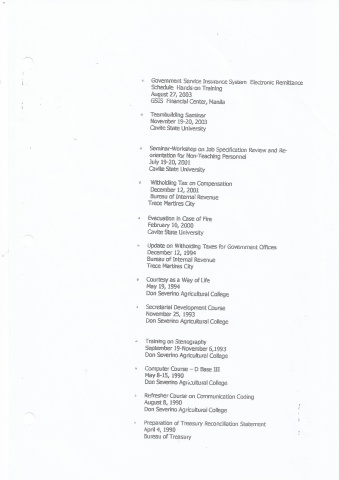 Government Service Insurance System Electronic Remittance
Schedule Hands-on Training
August 27, 2003
GSIS Financial Center, Manila
Teambuilding Seminar
November 19-20, 2003
Cavite State University
Seminar-Workshop on Job Specification Review and Re-
orientation for Non-Teaching Personnel
July 19-20, 2001
Cavite State University
Witholding Tax on Compensation
December 12, 2001
Bureau of Internal Revenue
Trece Martires City
Evacuation in Case of Fire
February 10, 2000
Cavite State University
Update on Witholding Taxes for Government Offices
December 12, 1994
Bureau of Internal Revenue
Trece Martires City
Courtesy as a Way of Life
May 19, 1994
Don Severino Agricultural College
Secretarial Development Course
November 25, 1993
Don Severino Agricultural College
Training on Stenography
September 19-November 6,1993
Don Severino Agricultural College
Computer Course – D Base III
May 8-15, 1990
Don Severino Agricultural College
Refresher Course on Communication Coding
August 8, 1990
Don Severino Agricultural College
Preparation of Treasury Reconciliation Statement
April 4, 1990
Bureau of Treasury